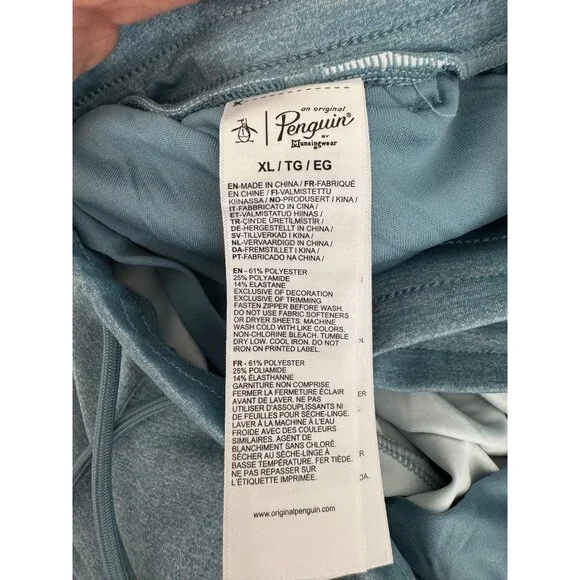 an original
Penguin®
BY
Munsingwear
XL / TG / EG
EN-MADE IN CHINA / FR-FABRIQUÉ
EN CHINE / FI-VALMISTETTU
KIINASSA / NO-PRODUSERT I KINA /
IT-FABBRICATO IN CINA /
ET-VALMISTATUD HIINAS /
TR-ÇIN'DE ÜRETILMİSTİR /
DE-HERGESTELLT IN CHINA /
SV-TILLVERKAD I KINA /
NL-VERVAARDIGD IN CHINA /
DA-FREMSTILLET I KINA /
PT-FABRICADO NA CHINA /
EN - 61% POLYESTER
25% POLYAMIDE
14% ELASTANE
EXCLUSIVE OF DECORATION
EXCLUSIVE OF TRIMMING
FASTEN ZIPPER BEFORE WASH.
DO NOT USE FABRIC SOFTENERS
OR DRYER SHEETS. MACHINE
WASH COLD WITH LIKE COLORS.
NON-CHLORINE BLEACH. TUMBLE
DRY LOW. COOL IRON. DO NOT
IRON ON PRINTED LABEL.
FR - 61% POLYESTER
25% POLIAMIDE
14% ÉLASTHANNE
GARNITURE NON COMPRISE
FERMER LA FERMETURE ÉCLAIR
AVANT DE LAVER. NE PAS
UTILISER D'ASSOUPLISSANTS NI
DE FEUILLES POUR SÈCHE-LINGE.
LAVER À LA MACHINE À L'EAU
FROIDE AVEC DES COULEURS
SIMILAIRES. AGENT DE
BLANCHIMENT SANS CHLORÉ.
SÉCHER AU SÈCHE-LINGE À
BASSE TEMPÉRATURE. FER TIÈDE.
NE PAS REPASSER SUR
L'ÉTIQUETTE IMPRIMÉE.
www.originalpenguin.com